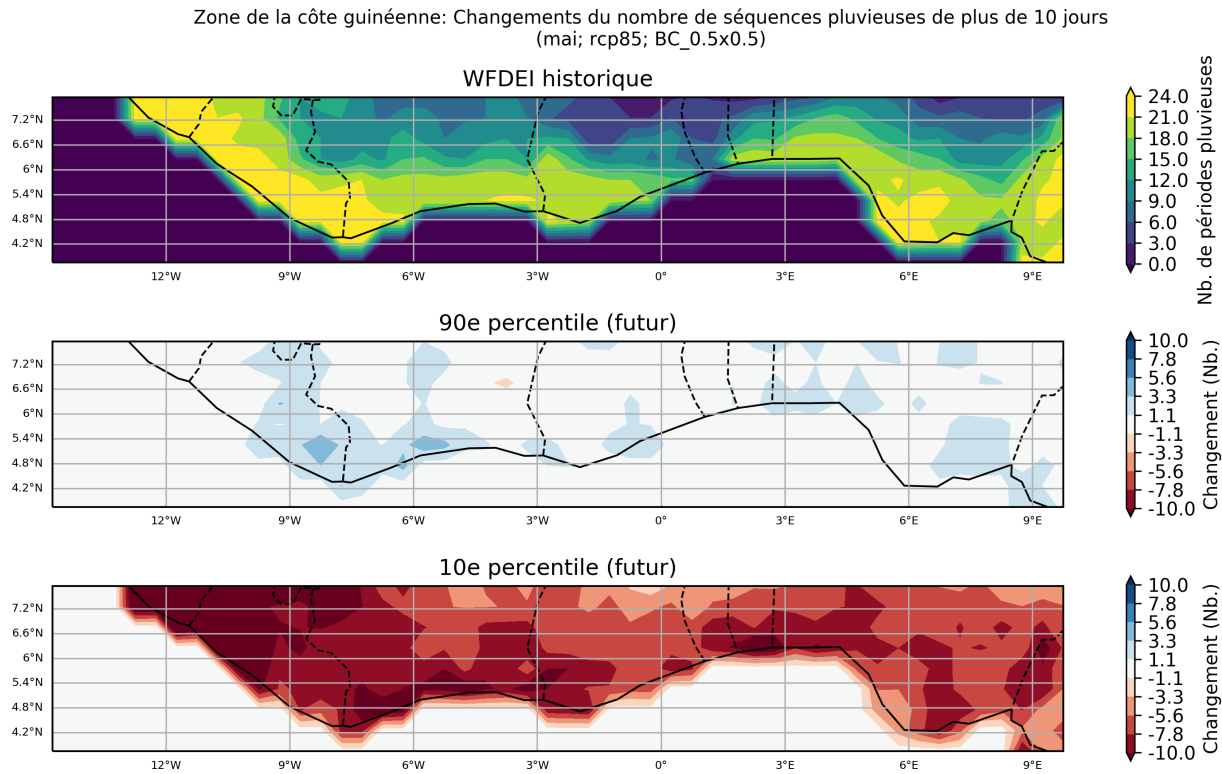 Zone de la côte guinéenne: Changements du nombre de séquences pluvieuses de plus de 10 jours
(mai; rcp85; BC_0.5x0.5)
WFDEI historique
7.2°N
6.6°N
6°N
5.4°N
4.8°N
4.2°N
12°W 9°W 6°W 3°W 0° 3°E 6°E 9°E
24.0
21.0
18.0
15.0
12.0
9.0
6.0
3.0
0.0
Nb. de périodes pluvieuses
90e percentile (futur)
7.2°N
6.6°N
6°N
5.4°N
4.8°N
4.2°N
12°W 9°W 6°W 3°W 0° 3°E 6°E 9°E
10.0
7.8
5.6
3.3
1.1
-1.1
-3.3
-5.6
-7.8
-10.0
Changement (Nb.)
10e percentile (futur)
7.2°N
6.6°N
6°N
5.4°N
4.8°N
4.2°N
12°W 9°W 6°W 3°W 0° 3°E 6°E 9°E
10.0
7.8
5.6
3.3
1.1
-1.1
-3.3
-5.6
-7.8
-10.0
Changement (Nb.)